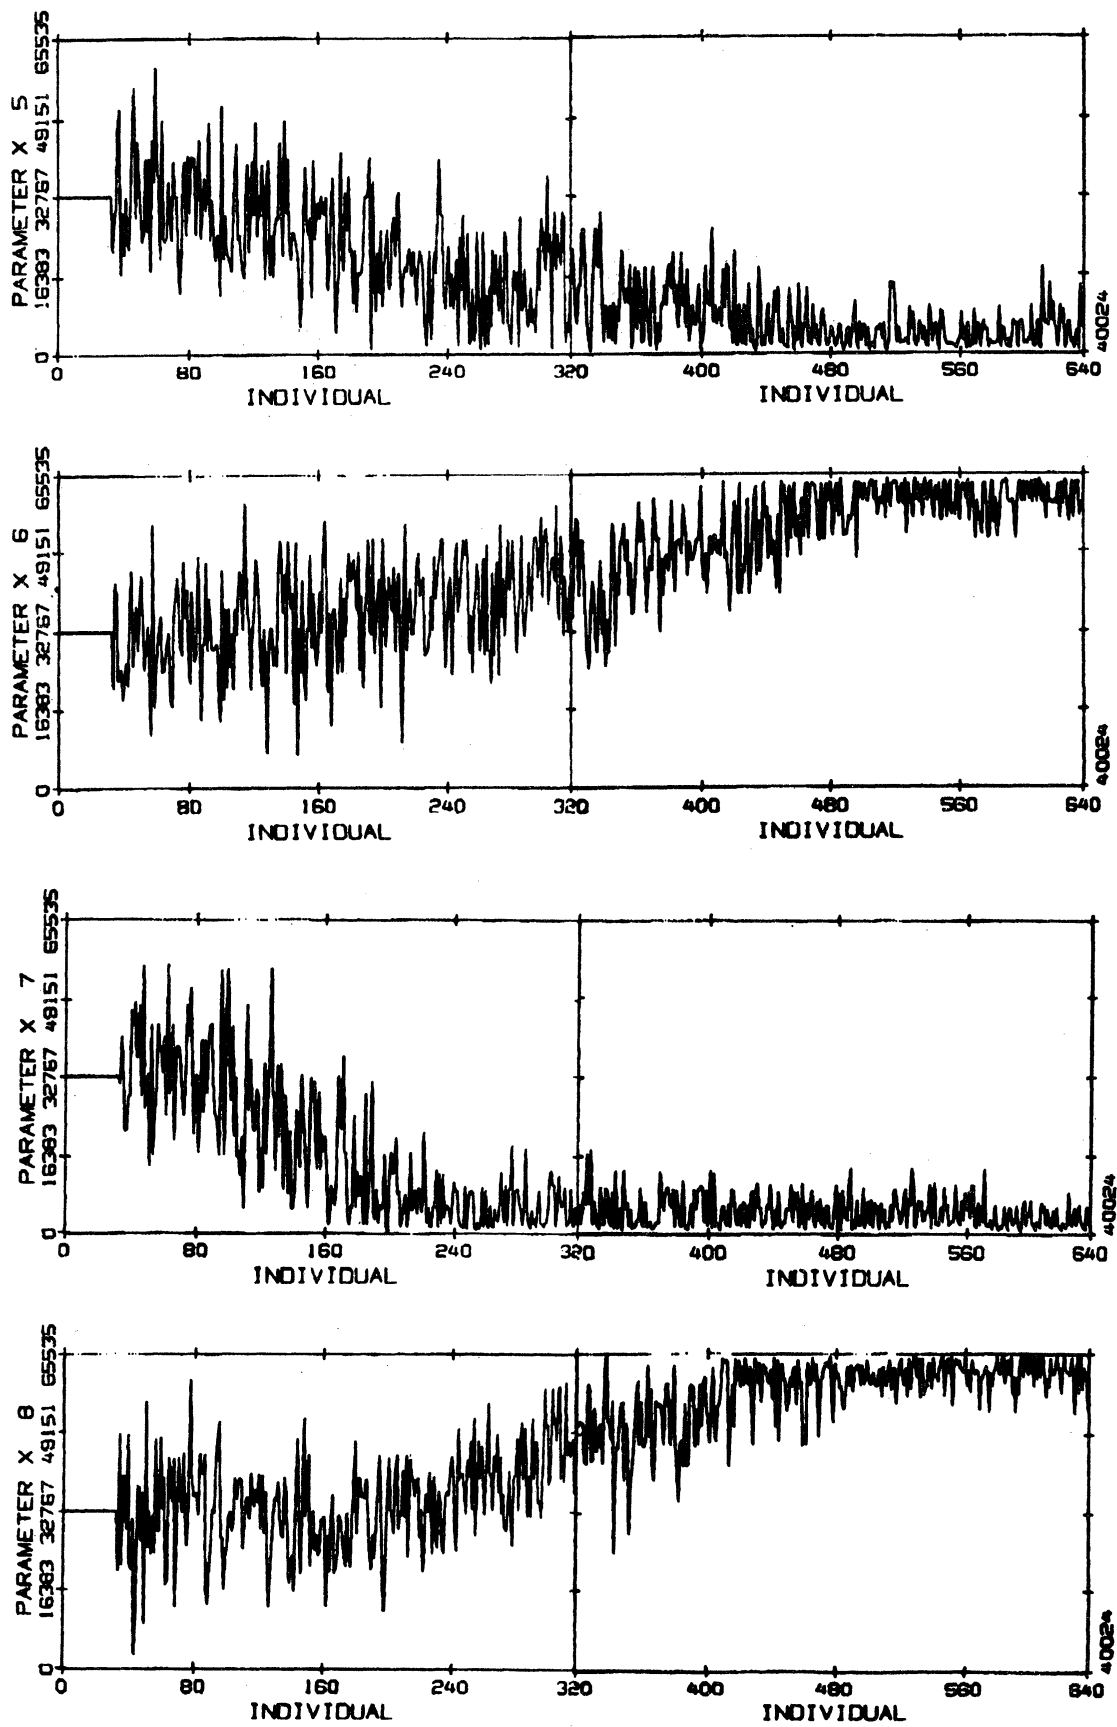 PARAMETER X 5
65535
49151
32767
16383
0
0 80 160 240 320 400 480 560 640
INDIVIDUAL INDIVIDUAL
40024
PARAMETER X 6
65535
49151
32767
16383
0
0 80 160 240 320 400 480 560 640
INDIVIDUAL INDIVIDUAL
40024
PARAMETER X 7
65535
49151
32767
16383
0
0 80 160 240 320 400 480 560 640
INDIVIDUAL INDIVIDUAL
40024
PARAMETER X 8
65535
49151
32767
16383
0
0 80 160 240 320 400 480 560 640
INDIVIDUAL INDIVIDUAL
40024